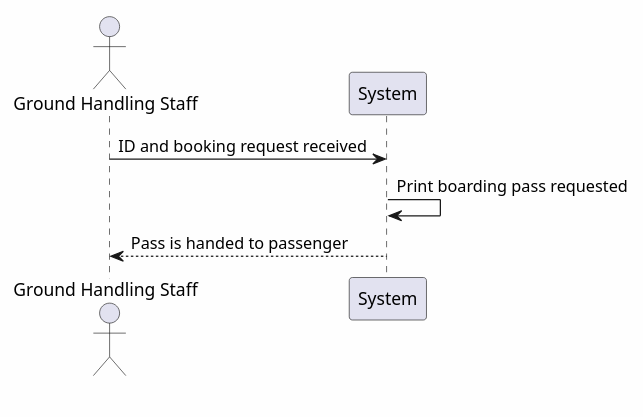 Ground Handling Staff
System
ID and booking request received
Print boarding pass requested
Pass is handed to passenger
Ground Handling Staff
System